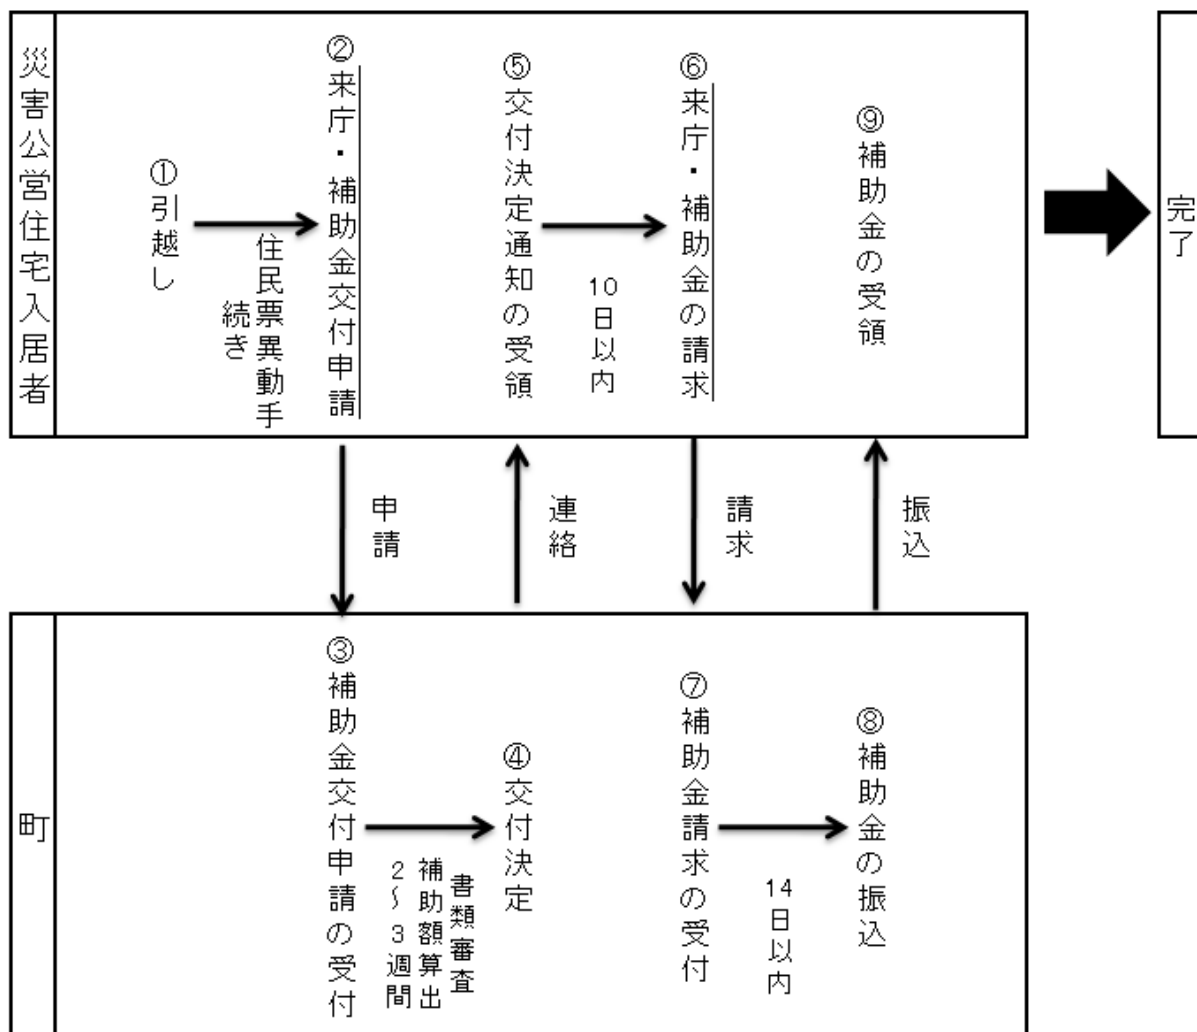 災害公営住宅入居者
①引越し
住民票異動手
続き
②来庁・補助金交付申請
⑤交付決定通知の受領
10日以内
⑥来庁・補助金の請求
⑨補助金の受領
完了
申請
連絡
請求
振込
町
③補助金交付申請の受付
書類審査
補助額算出
2~3週間
④交付決定
⑦補助金請求の受付
14日以内
⑧補助金の振込